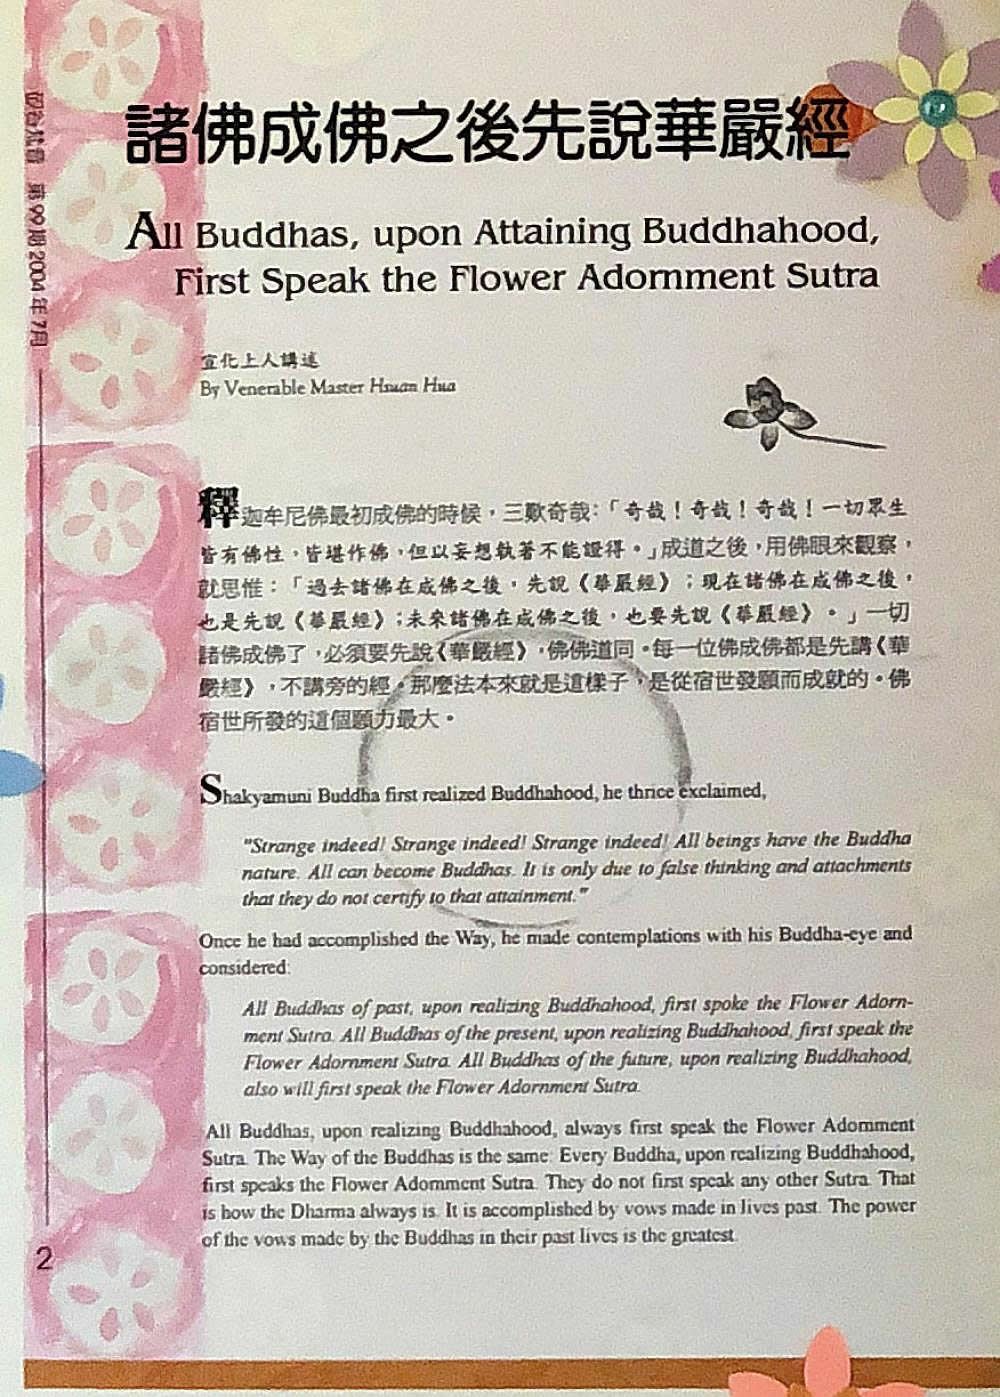 諸佛成佛之後先說華嚴經
All Buddhas, upon Attaining Buddhahood,
First Speak the Flower Adornment Sutra
宣化上人講述
By Venerable Master Hsuan Hua
釋迦牟尼佛最初成佛的時候，三歎奇哉：「奇哉！奇哉！奇哉！一切眾生
皆有佛性，皆堪作佛，但以妄想執著不能證得。」成道之後，用佛眼來觀察，
就思惟：「過去諸佛在成佛之後，先說《華嚴經》；現在諸佛在成佛之後，
也是先說《華嚴經》；未來諸佛在成佛之後，也要先說《華嚴經》。」一切
諸佛成佛了，必須要先說《華嚴經》，佛佛道同。每一位佛成佛都是先講《華
嚴經》，不講旁的經。那麼法本來就是這樣子，是從宿世發願而成就的。佛
宿世所發的這個願力最大。
Shakyamuni Buddha first realized Buddhahood, he thrice exclaimed,
"Strange indeed! Strange indeed! Strange indeed! All beings have the Buddha
nature. All can become Buddhas. It is only due to false thinking and attachments
that they do not certify to that attainment."
Once he had accomplished the Way, he made contemplations with his Buddha-eye and
considered:
All Buddhas of past, upon realizing Buddhahood, first spoke the Flower Adorn-
ment Sutra. All Buddhas of the present, upon realizing Buddhahood, first speak the
Flower Adornment Sutra. All Buddhas of the future, upon realizing Buddhahood,
also will first speak the Flower Adornment Sutra.
All Buddhas, upon realizing Buddhahood, always first speak the Flower Adornment
Sutra. The Way of the Buddhas is the same. Every Buddha, upon realizing Buddhahood,
first speaks the Flower Adornment Sutra. They do not first speak any other Sutra. That
is how the Dharma always is. It is accomplished by vows made in lives past. The power
of the vows made by the Buddhas in their past lives is the greatest.
第99期 2004年7月
2